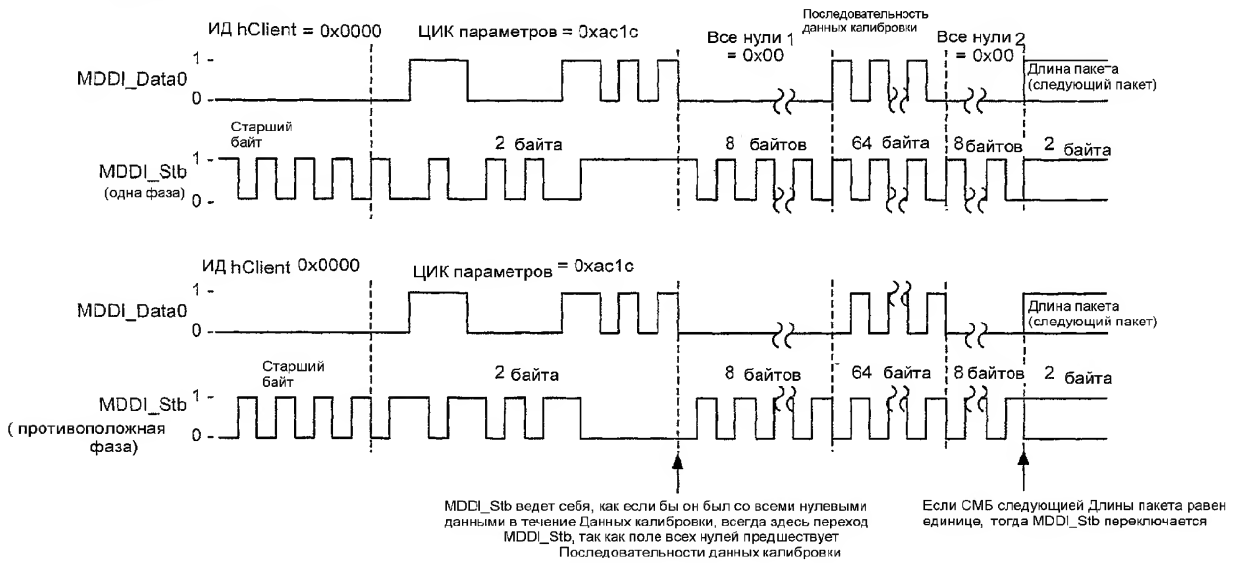 Последовательность
данных калибровки
ИД hClient = 0x0000
ЦИК параметров = 0xac1c
Все нули 1
= 0x00
Все нули 2
= 0x00
MDDI_Data0
1
0
Длина пакета
(следующий пакет)
Старший
байт
2 байта
8 байтов
64 байта
8байтов
2 байта
MDDI_Stb
(одна фаза)
1
0
ИД hClient 0x0000
ЦИК параметров = 0xac1c
MDDI_Data0
1
0
Длина пакета
(следующий пакет)
Старший
байт
2 байта
8 байтов
64 байта
8 байтов
2 байта
MDDI_Stb
( противоположная
фаза)
1
0
MDDI_Stb ведет себя, как если бы он был со всеми нулевыми
данными в течение Данных калибровки, всегда здесь переход
MDDI_Stb, так как поле всех нулей предшествует
Последовательности данных калибровки
Если СМБ следующией Длины пакета равен
единице, тогда MDDI_Stb переключается